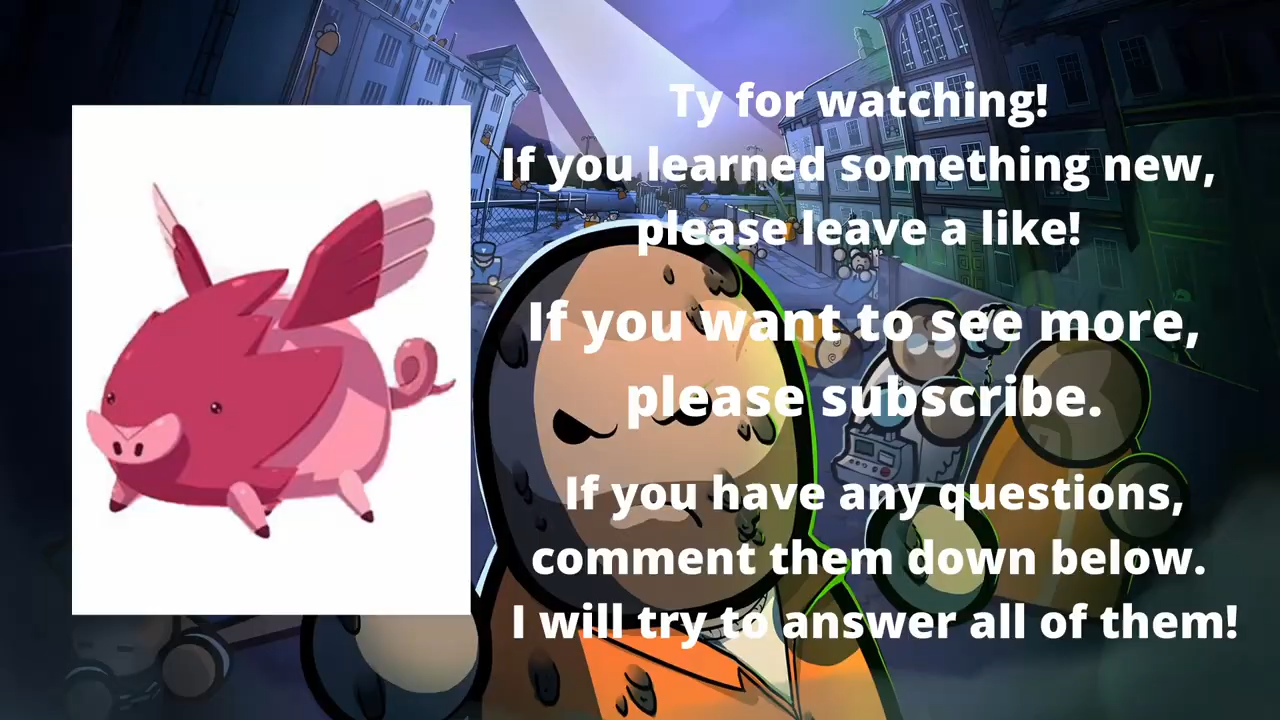 Ty for watching!
If you learned something new,
please leave a like!
If you want to see more,
please subscribe.
If you have any questions,
comment them down below.
I will try to answer all of them!